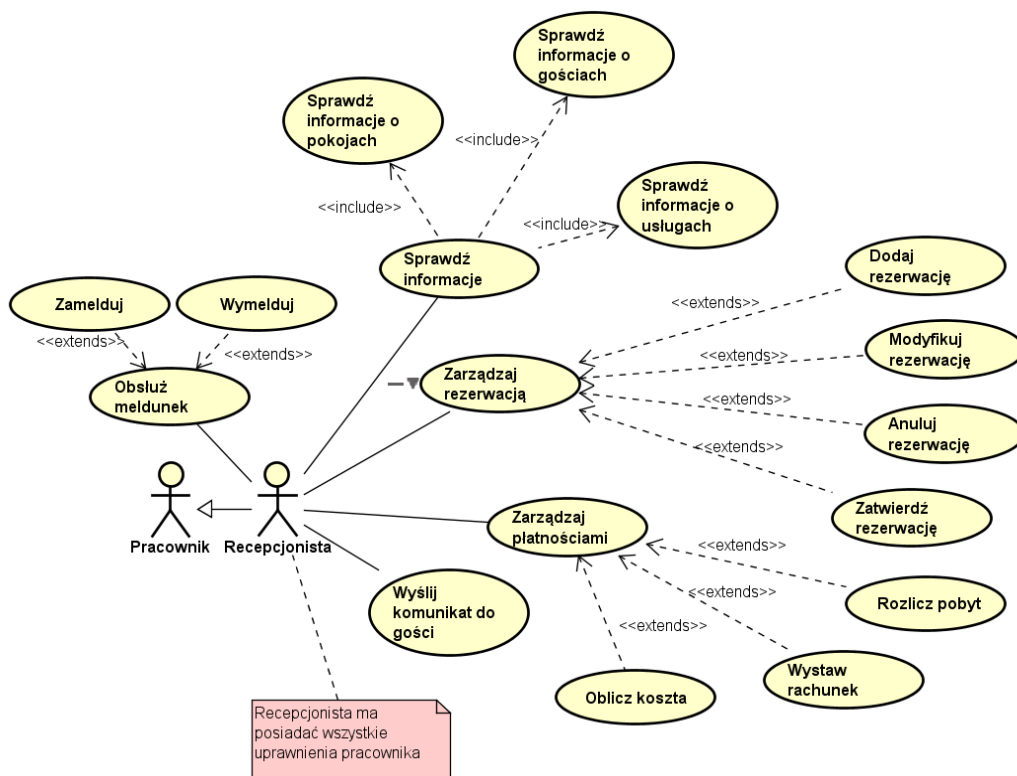 Sprawdź
informacje o
gościach
Sprawdź
informacje o
pokojach
<<include>>
<<include>>
Sprawdź
informacje o
usługach
<<include>>
Sprawdź
informacje
Dodaj
rezerwację
<<extends>>
Zamelduj
Wymelduj
<<extends>>
<<extends>>
Modyfikuj
rezerwację
<<extends>>
Obsłuż
meldunek
Zarządzaj
rezerwacją
<<extends>>
Anuluj
rezerwację
<<extends>>
Zatwierdź
rezerwację
Pracownik
Recepcjonista
Zarządzaj
płatnościami
<<extends>>
Wyślij
komunikat do
gości
<<extends>>
Rozlicz pobyt
<<extends>>
Wystaw
rachunek
Oblicz koszta
Recepcjonista ma
posiadać wszystkie
uprawnienia pracownika